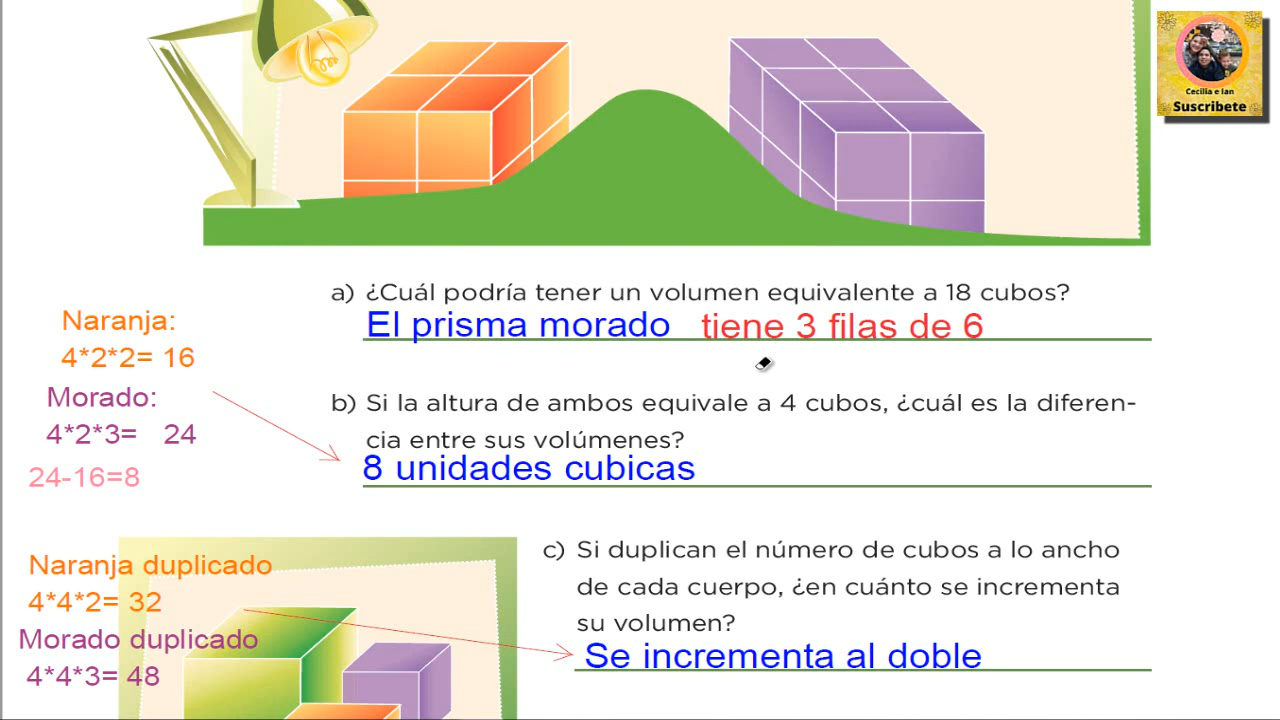 Cecilia e Ian
Suscribete
a) ¿Cuál podría tener un volumen equivalente a 18 cubos?
El prisma morado tiene 3 filas de 6
Naranja:
4*2*2= 16
Morado:
4*2*3= 24
24-16=8
b) Si la altura de ambos equivale a 4 cubos, ¿cuál es la diferen-
cia entre sus volúmenes?
8 unidades cubicas
Naranja duplicado
4*4*2= 32
Morado duplicado
4*4*3= 48
c) Si duplican el número de cubos a lo ancho
de cada cuerpo, ¿en cuánto se incrementa
su volumen?
Se incrementa al doble